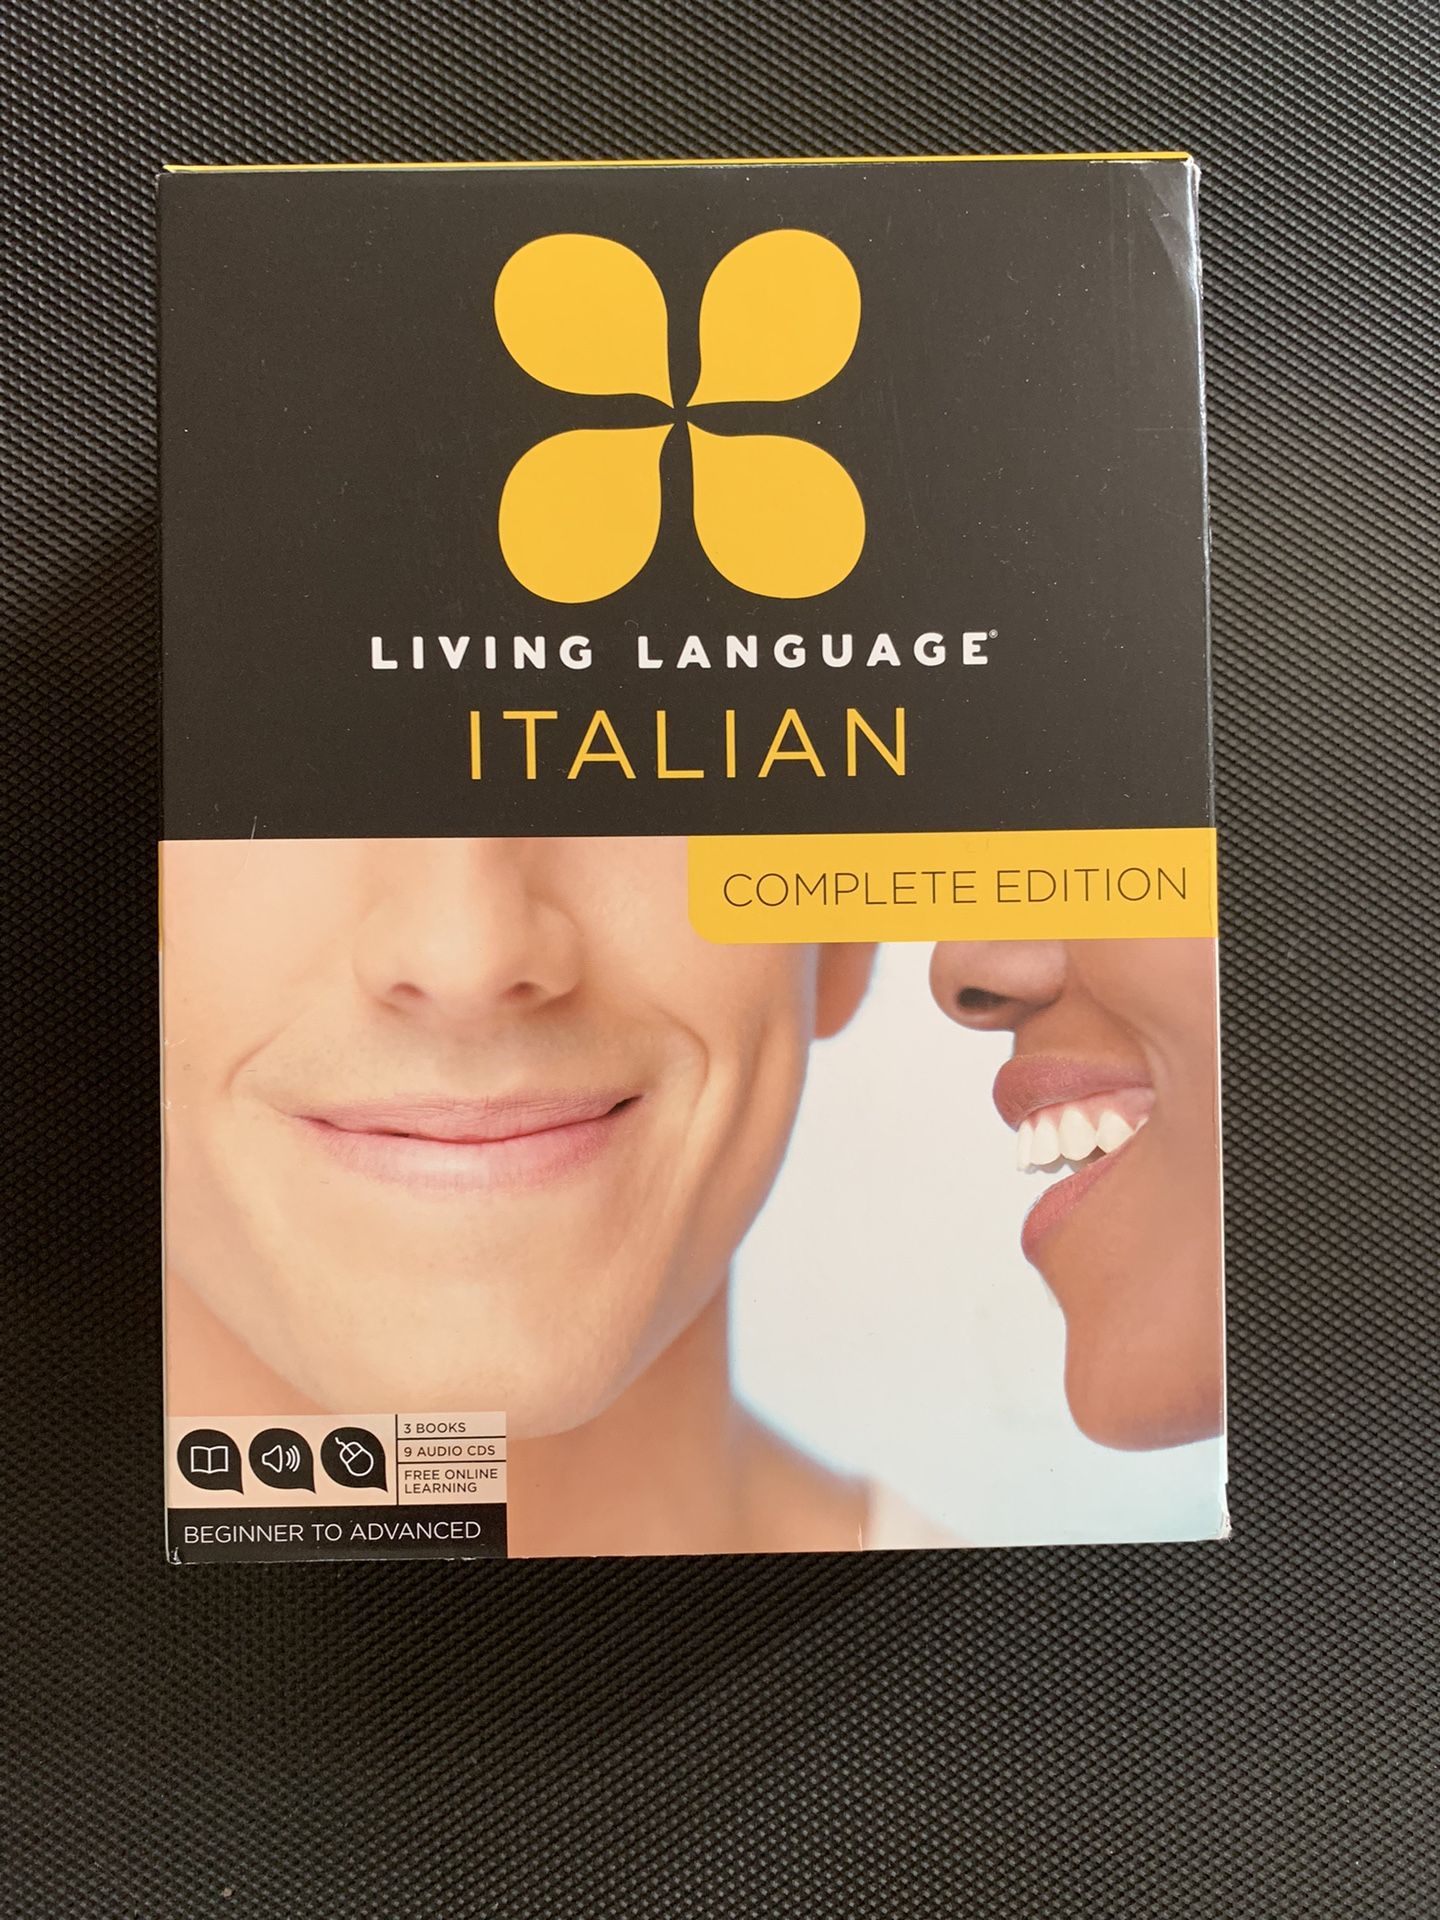 LIVING LANGUAGE®
ITALIAN
COMPLETE EDITION
3 BOOKS
9 AUDIO CDS
FREE ONLINE
LEARNING
BEGINNER TO ADVANCED